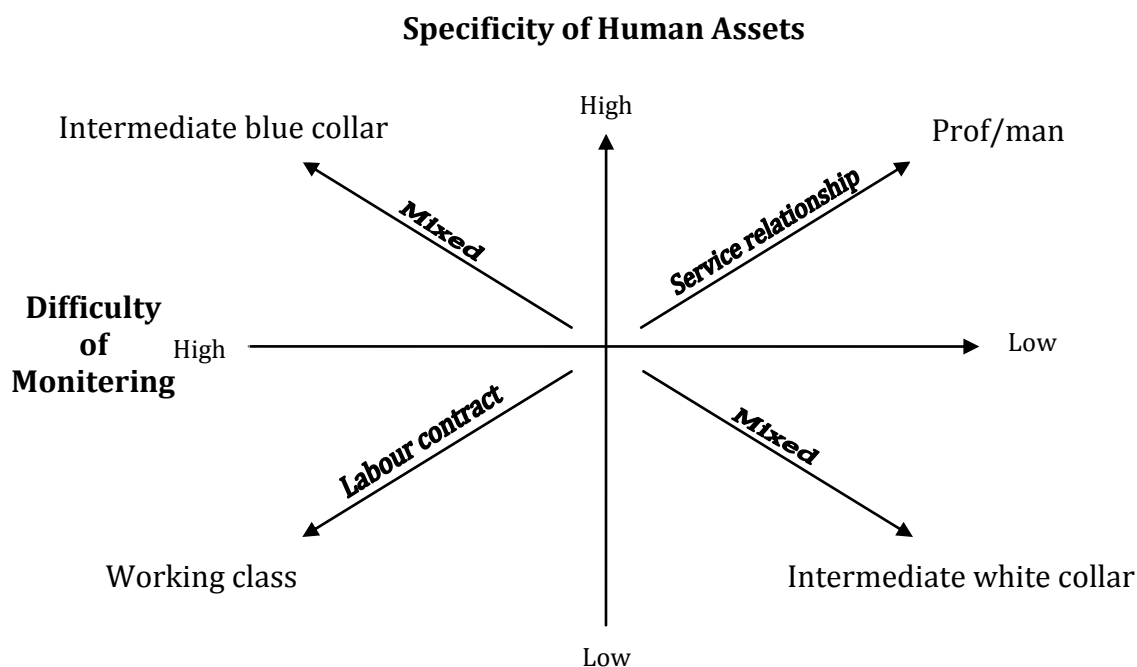 Specificity of Human Assets
High
Intermediate blue collar
Prof/man
Mixed
Service relationship
Difficulty
of
Monitering
High
Low
Labour contract
Mixed
Working class
Intermediate white collar
Low